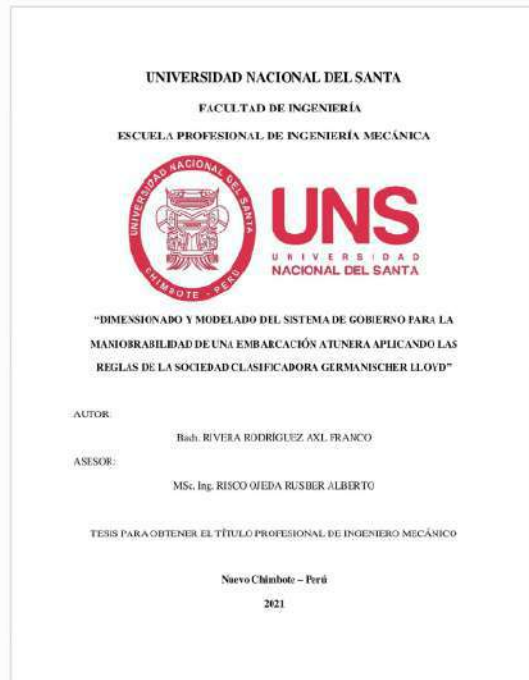 UNIVERSIDAD NACIONAL DEL SANTA
FACULTAD DE INGENIERÍA
ESCUELA PROFESIONAL DE INGENIERÍA MECÁNICA
UNIVERSIDAD NACIONAL DEL SANTA
CHIMBOTE - PERÚ
UNS
UNIVERSIDAD
NACIONAL DEL SANTA
“DIMENSIONADO Y MODELADO DEL SISTEMA DE GOBIERNO PARA LA
MANIOBRABILIDAD DE UNA EMBARCACIÓN ATUNERA APLICANDO LAS
REGLAS DE LA SOCIEDAD CLASIFICADORA GERMANISCHER LLOYD”
AUTOR:
Bach. RIVERA RODRÍGUEZ AXL FRANCO
ASESOR:
MSc. Ing. RISCO OJEDA RUSBER ALBERTO
TESIS PARA OBTENER EL TÍTULO PROFESIONAL DE INGENIERO MECÁNICO
Nuevo Chimbote – Perú
2021